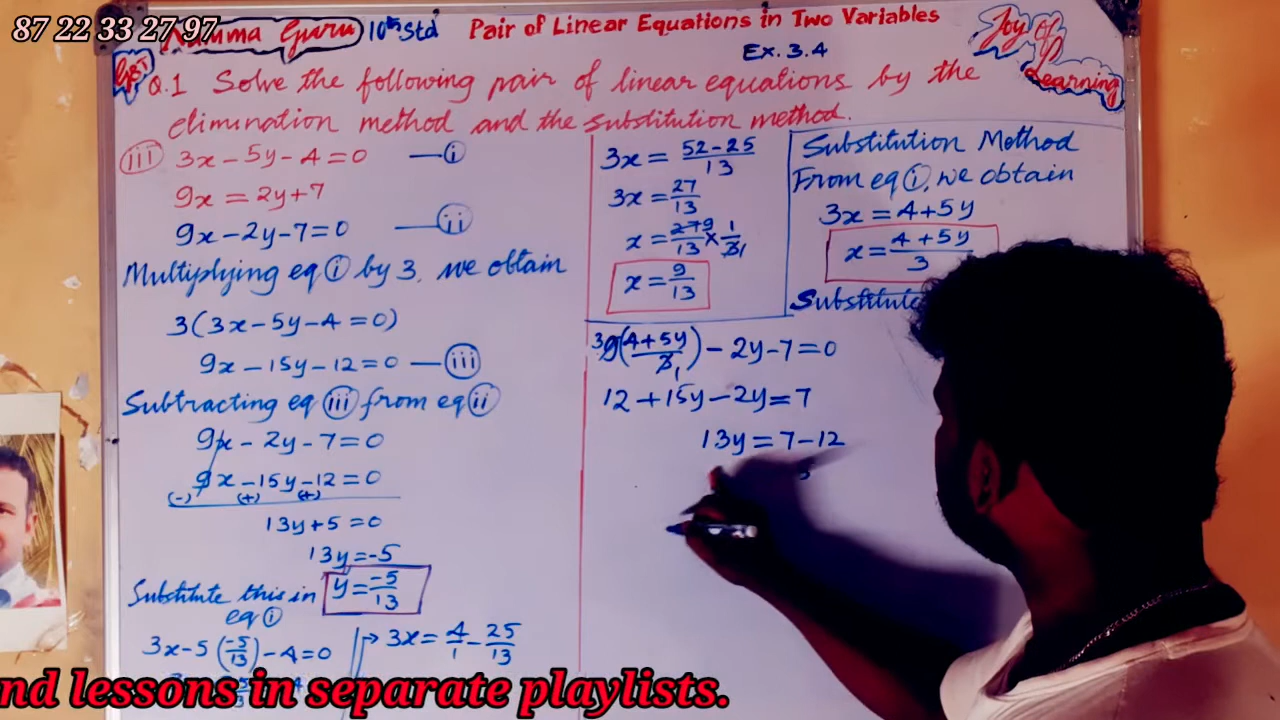 87 22 33 27 97
Namma Guru 10th Std Pair of Linear Equations in Two Variables
Ex. 3.4
Joy of
Learning
Q.1 Solve the following pair of linear equations by the
elimination method and the substitution method.
(iii) 3x - 5y - 4 = 0 — (i)
9x = 2y + 7
9x - 2y - 7 = 0 — (ii)
Multiplying eq (i) by 3, we obtain
3(3x - 5y - 4 = 0)
9x - 15y - 12 = 0 — (iii)
Subtracting eq (iii) from eq (ii)
9x - 2y - 7 = 0
9x - 15y - 12 = 0
(-) (+) (+)
13y + 5 = 0
13y = -5
y = -5/13
Substitute this in
eq (i)
3x - 5(-5/13) - 4 = 0
3x = 4/1 - 25/13
3x = 52-25/13
3x = 27/13
x = 27 9/13 × 1/3 1
x = 9/13
Substitution Method
From eq (i), we obtain
3x = 4 + 5y
x = 4 + 5y/3
Substitute
3 9(4 + 5y/3 1) - 2y - 7 = 0
12 + 15y - 2y = 7
13y = 7 - 12
nd lessons in separate playlists.